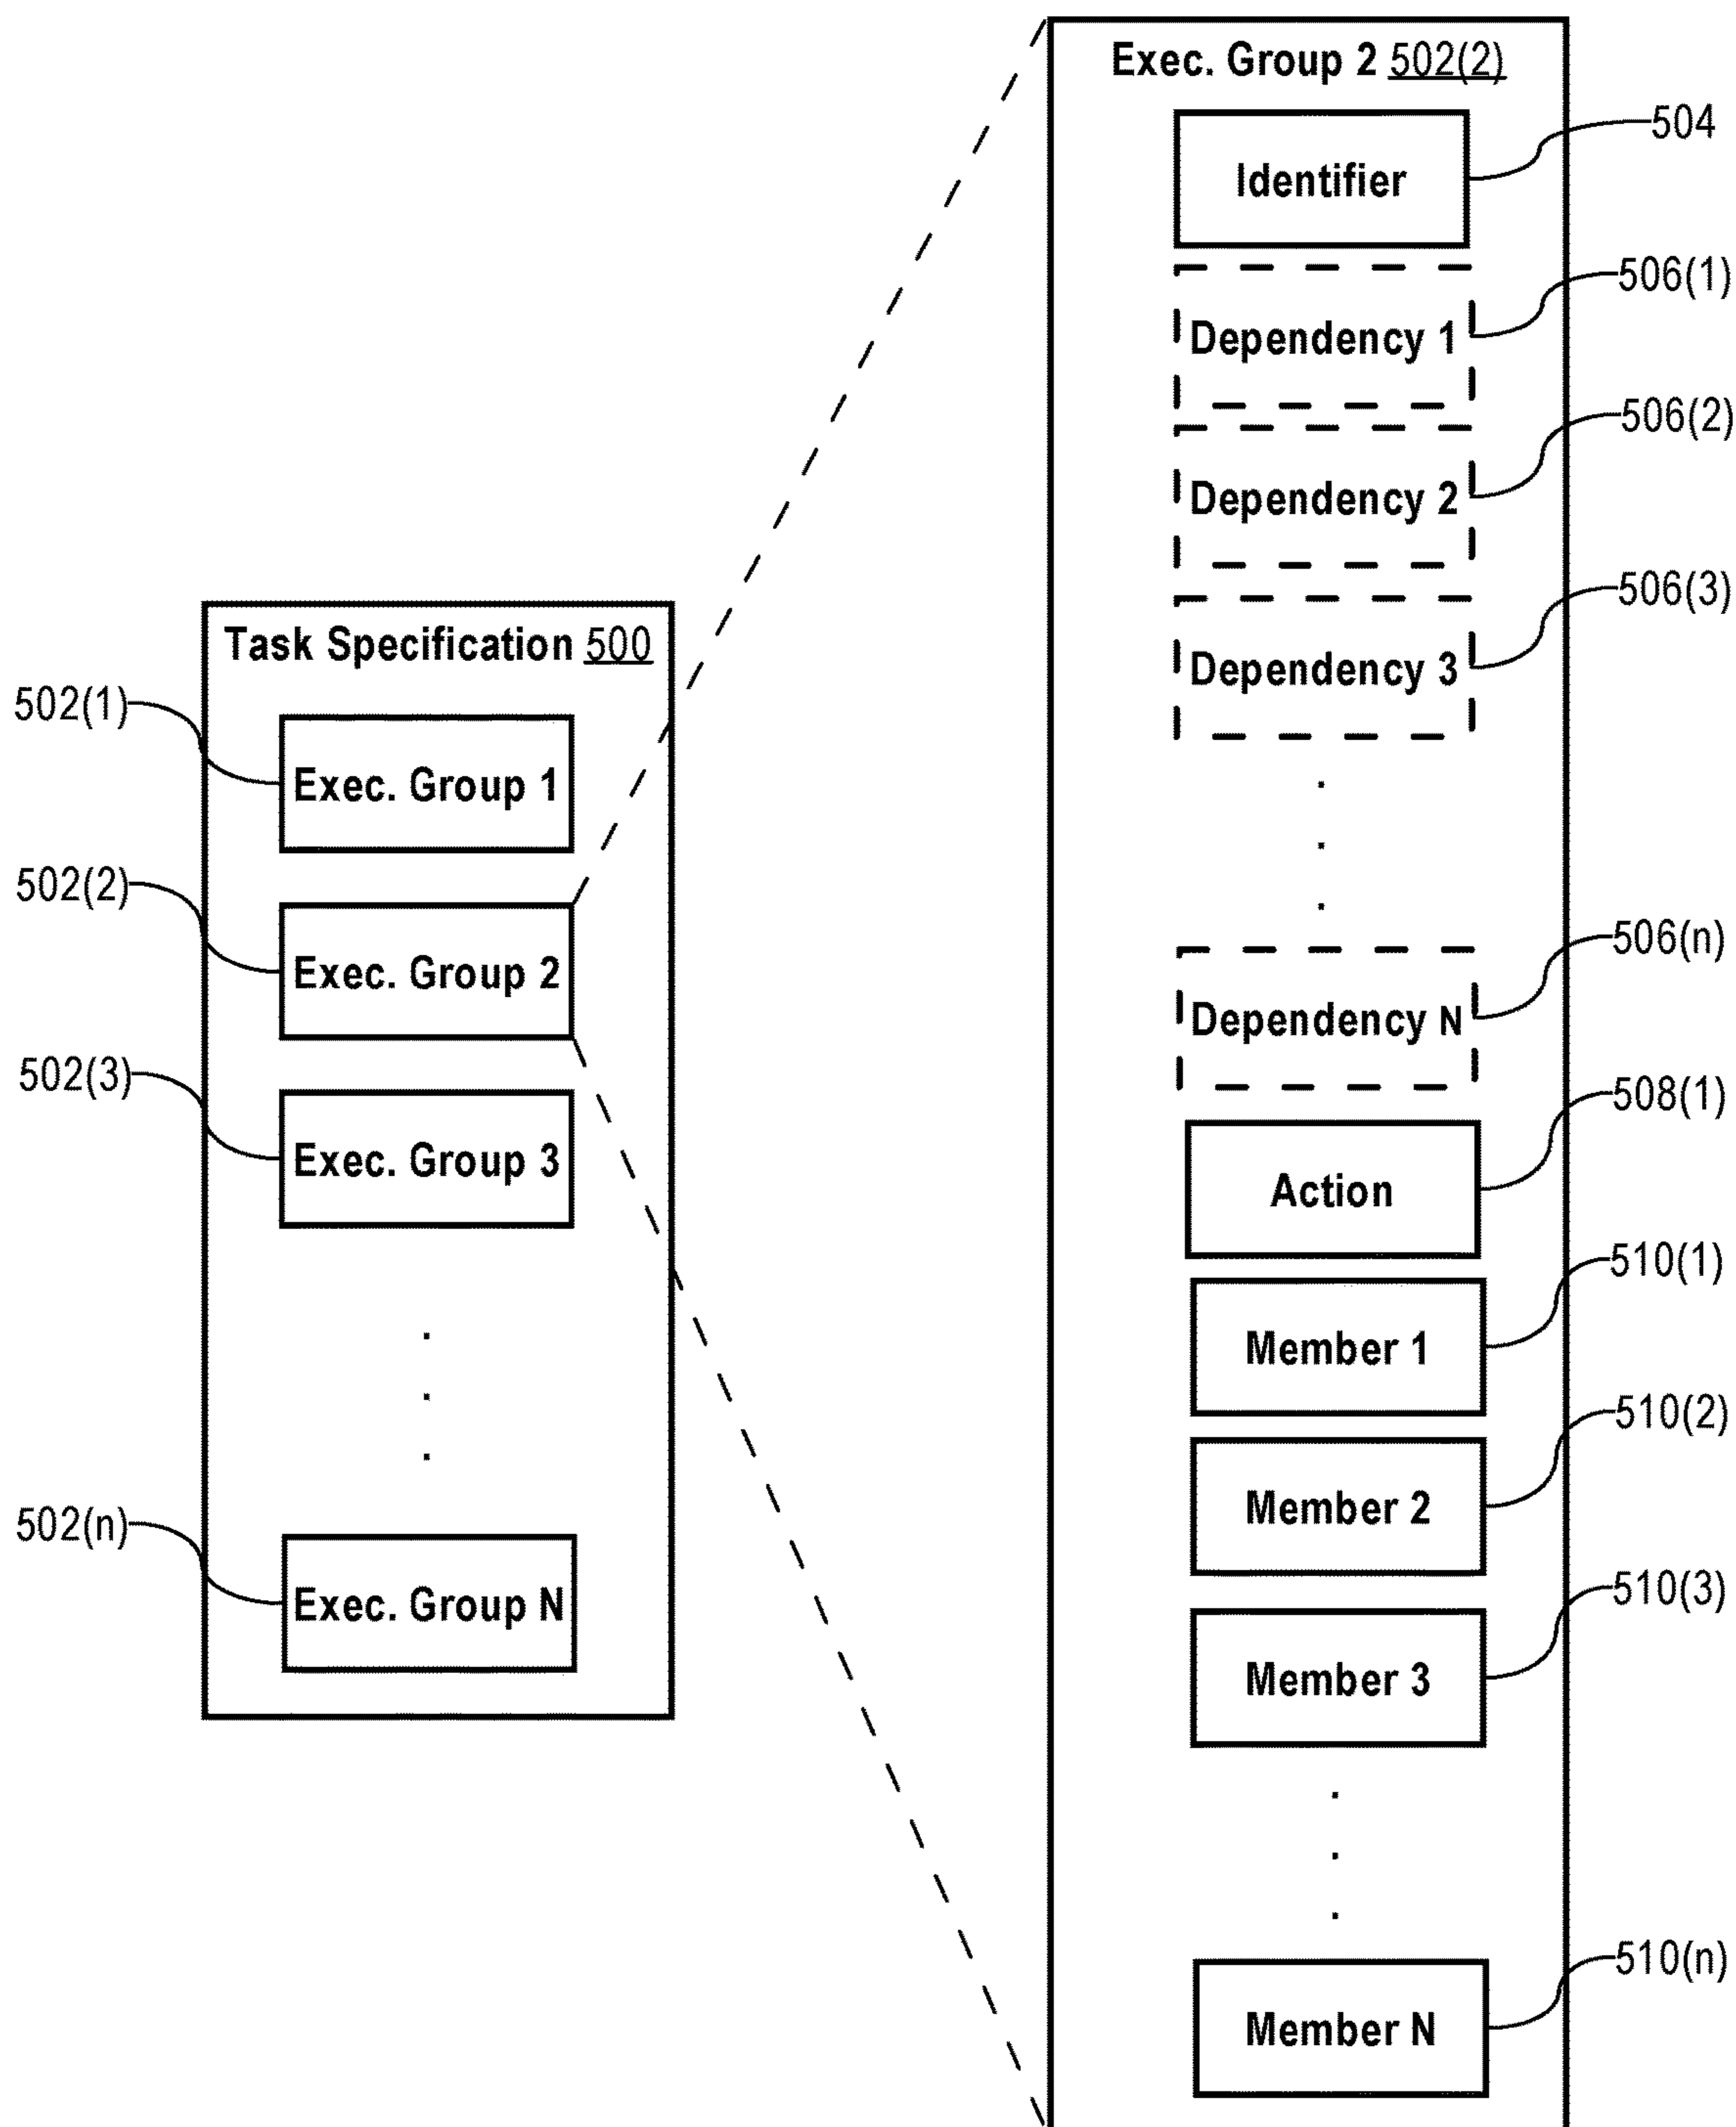 Task Specification 500
502(1)
Exec. Group 1
502(2)
Exec. Group 2
502(3)
Exec. Group 3
.
.
.
502(n)
Exec. Group N
Exec. Group 2 502(2)
Identifier
504
Dependency 1
506(1)
Dependency 2
506(2)
Dependency 3
506(3)
.
.
.
Dependency N
506(n)
Action
508(1)
Member 1
510(1)
Member 2
510(2)
Member 3
510(3)
.
.
.
Member N
510(n)